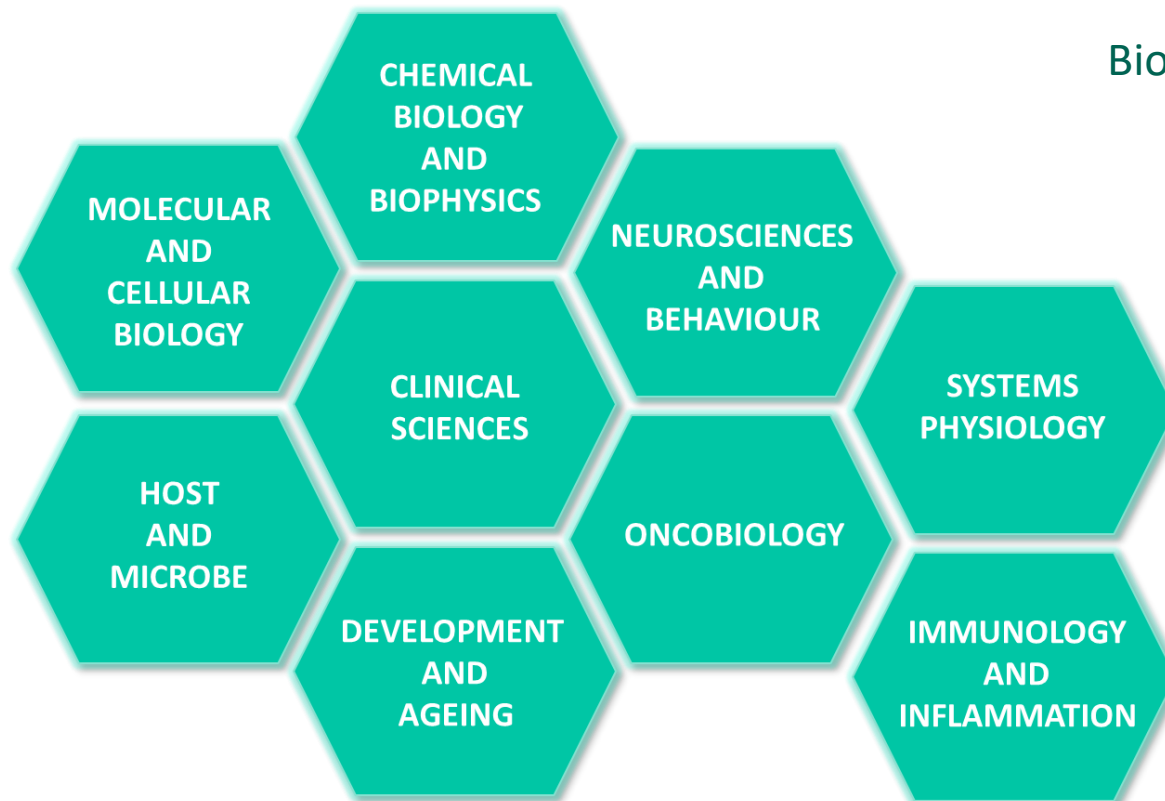 Bio
CHEMICAL
BIOLOGY
AND
BIOPHYSICS
MOLECULAR
AND
CELLULAR
BIOLOGY
NEUROSCIENCES
AND
BEHAVIOUR
CLINICAL
SCIENCES
SYSTEMS
PHYSIOLOGY
HOST
AND
MICROBE
ONCOBIOLOGY
DEVELOPMENT
AND
AGEING
IMMUNOLOGY
AND
INFLAMMATION